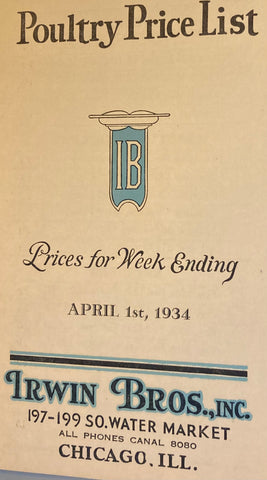 Poultry Price List
IB
Prices for Week Ending
APRIL 1st, 1934
IRWIN BROS., INC.
197-199 SO. WATER MARKET
ALL PHONES CANAL 8080
CHICAGO, ILL.